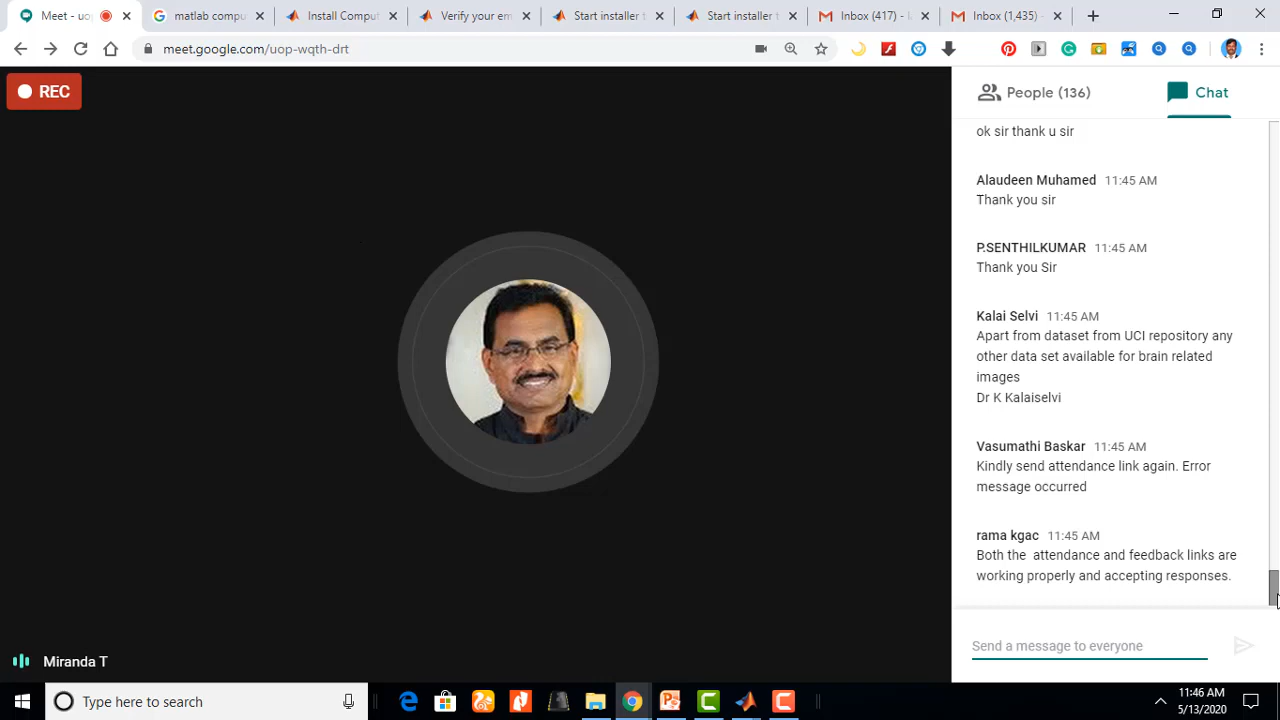 Meet - uop
matlab compu
Install Comput
Verify your em
Start installer t
Start installer t
Inbox (417) - l
Inbox (1,435) -
meet.google.com/uop-wqth-drt
REC
People (136)
Chat
ok sir thank u sir
Alaudeen Muhamed 11:45 AM
Thank you sir
P.SENTHILKUMAR 11:45 AM
Thank you Sir
Kalai Selvi 11:45 AM
Apart from dataset from UCI repository any
other data set available for brain related
images
Dr K Kalaiselvi
Vasumathi Baskar 11:45 AM
Kindly send attendance link again. Error
message occurred
rama kgac 11:45 AM
Both the attendance and feedback links are
working properly and accepting responses.
Send a message to everyone
Miranda T
Type here to search
11:46 AM
5/13/2020